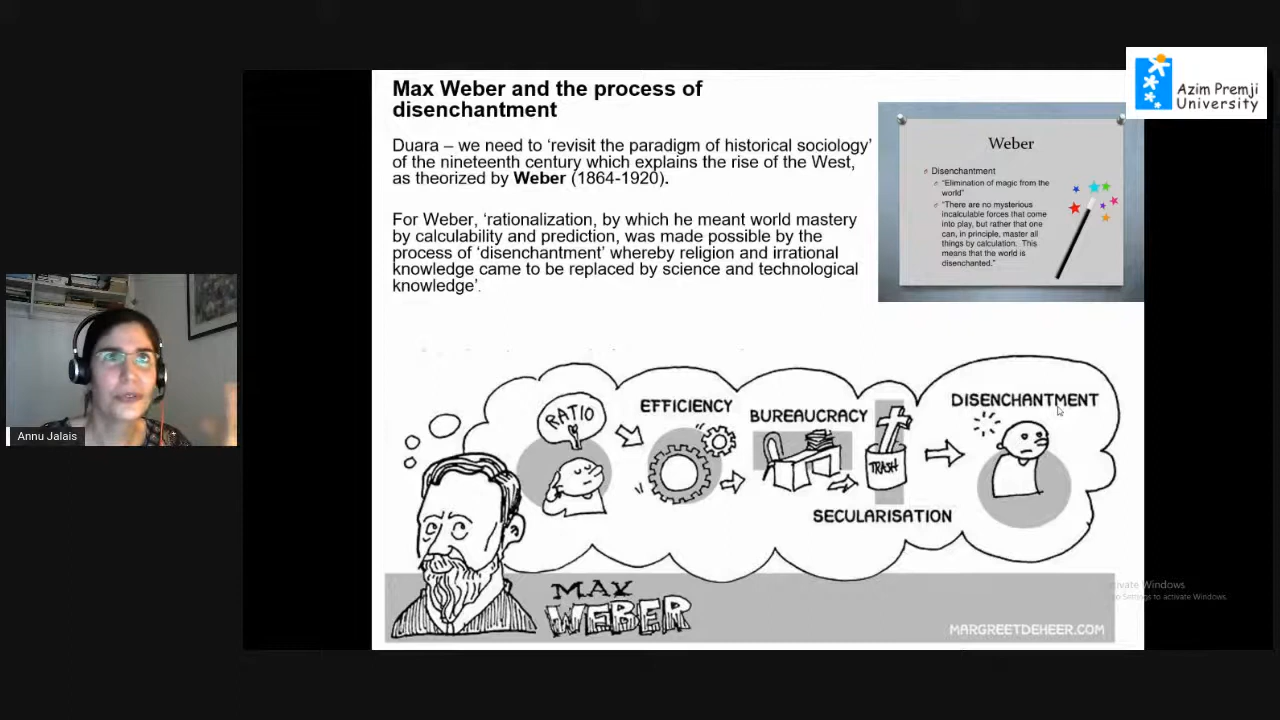 Azim Premji
University
Max Weber and the process of
disenchantment
Duara – we need to ‘revisit the paradigm of historical sociology’
of the nineteenth century which explains the rise of the West,
as theorized by Weber (1864-1920).
For Weber, ‘rationalization, by which he meant world mastery
by calculability and prediction, was made possible by the
process of ‘disenchantment’ whereby religion and irrational
knowledge came to be replaced by science and technological
knowledge’.
Weber
Disenchantment
“Elimination of magic from the
world”
“There are no mysterious
incalculable forces that come
into play, but rather that one
can, in principle, master all
things by calculation. This
means that the world is
disenchanted.”
Annu Jalais
RATIO
EFFICIENCY
BUREAUCRACY
TRASH
SECULARISATION
DISENCHANTMENT
MAX
WEBER
MARGREETDEHEER.COM
Windows
to activate Windows.